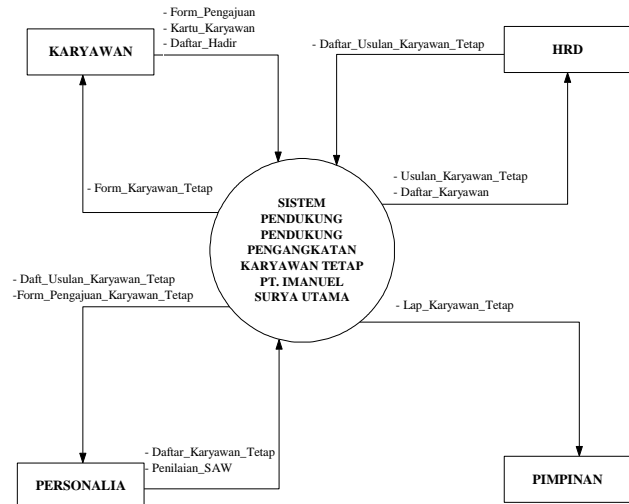 - Form_Pengajuan
- Kartu_Karyawan
- Daftar_Hadir
KARYAWAN
- Daftar_Usulan_Karyawan_Tetap
HRD
- Form_Karyawan_Tetap
- Usulan_Karyawan_Tetap
- Daftar_Karyawan
SISTEM
PENDUKUNG
PENDUKUNG
PENGANGKATAN
KARYAWAN TETAP
PT. IMANUEL
SURYA UTAMA
- Daft_Usulan_Karyawan_Tetap
-Form_Pengajuan_Karyawan_Tetap
- Lap_Karyawan_Tetap
- Daftar_Karyawan_Tetap
- Penilaian_SAW
PERSONALIA
PIMPINAN